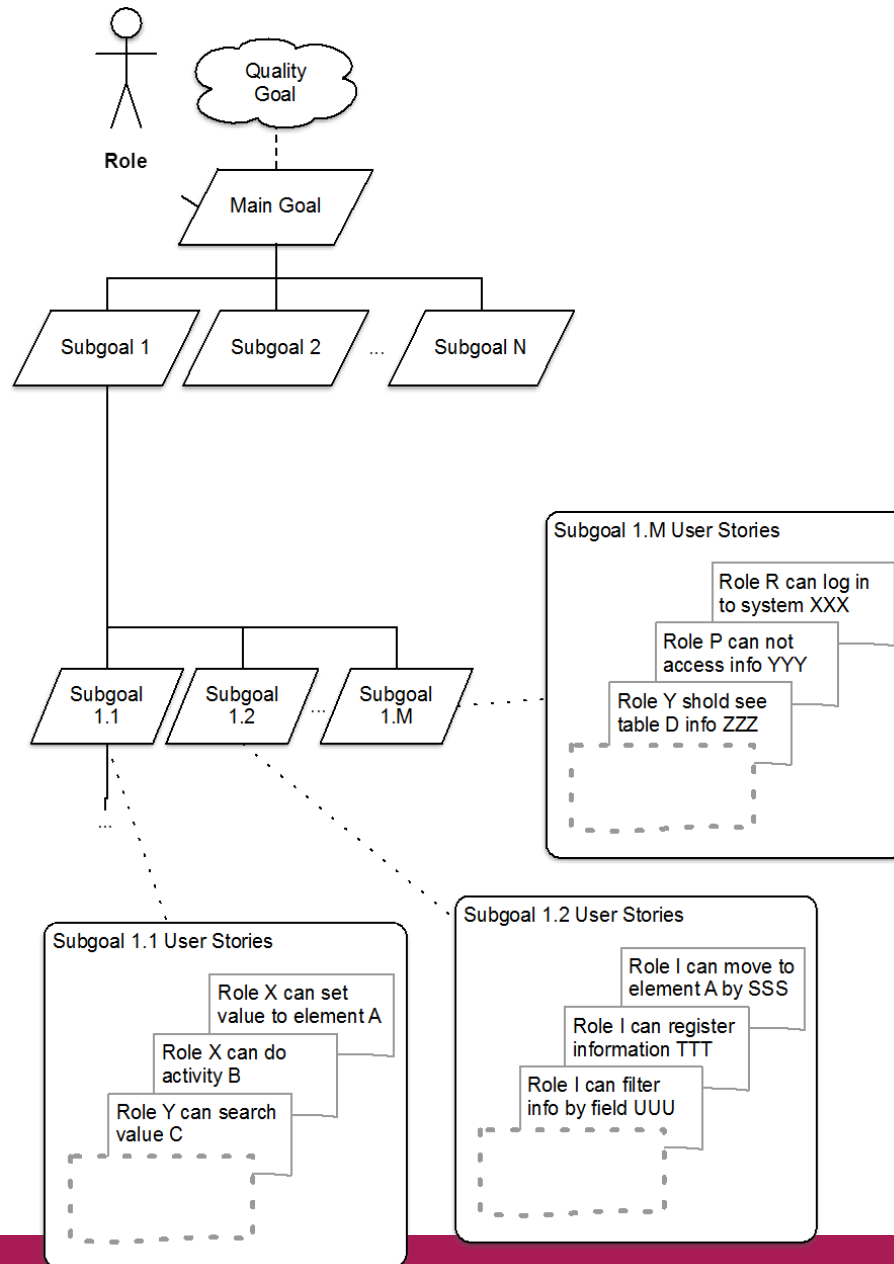 Quality
Goal
Role
Main Goal
Subgoal 1
Subgoal 2
...
Subgoal N
Subgoal 1.M User Stories
Role R can log in
to system XXX
Role P can not
access info YYY
Role Y shold see
table D info ZZZ
Subgoal
1.1
Subgoal
1.2
...
Subgoal
1.M
...
Subgoal 1.1 User Stories
Role X can set
value to element A
Role X can do
activity B
Role Y can search
value C
Subgoal 1.2 User Stories
Role I can move to
element A by SSS
Role I can register
information TTT
Role I can filter
info by field UUU